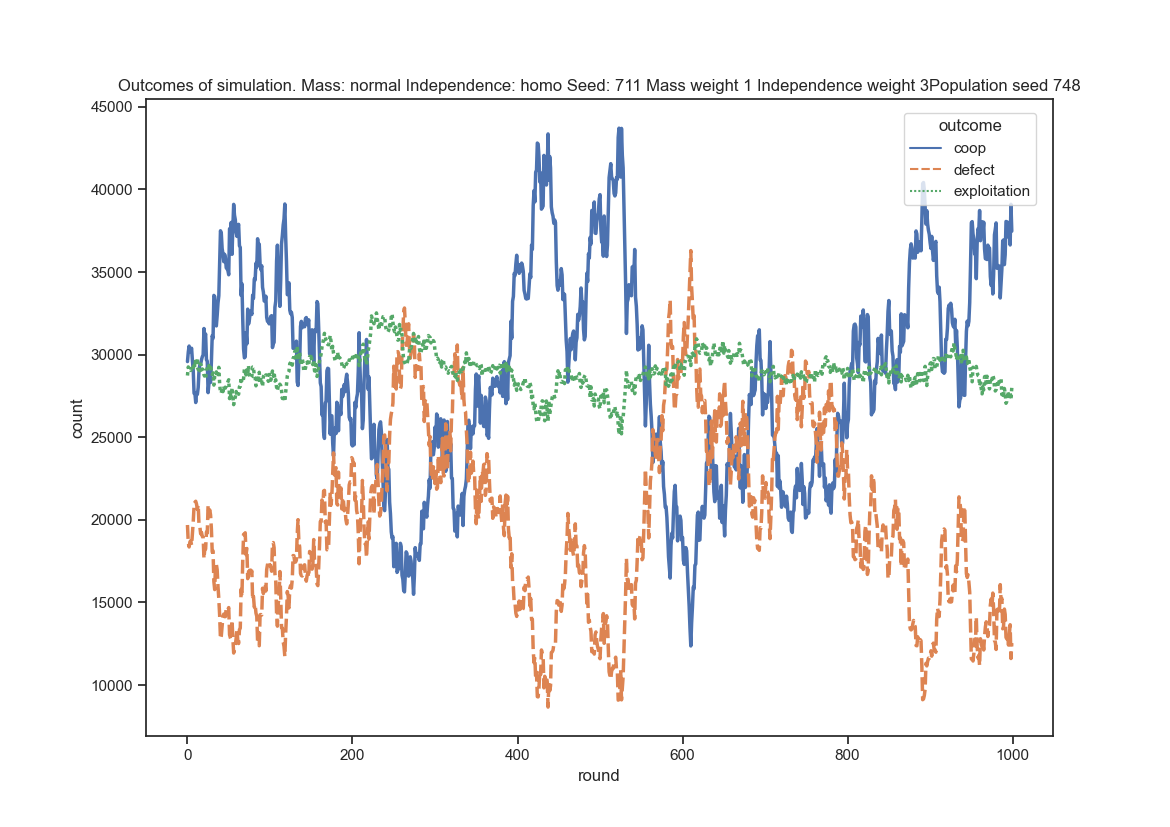 Outcomes of simulation. Mass: normal Independence: homo Seed: 711 Mass weight 1 Independence weight 3Population seed 748
45000
40000
35000
30000
25000
20000
15000
10000
count
outcome
coop
defect
exploitation
0
200
400
600
800
1000
round